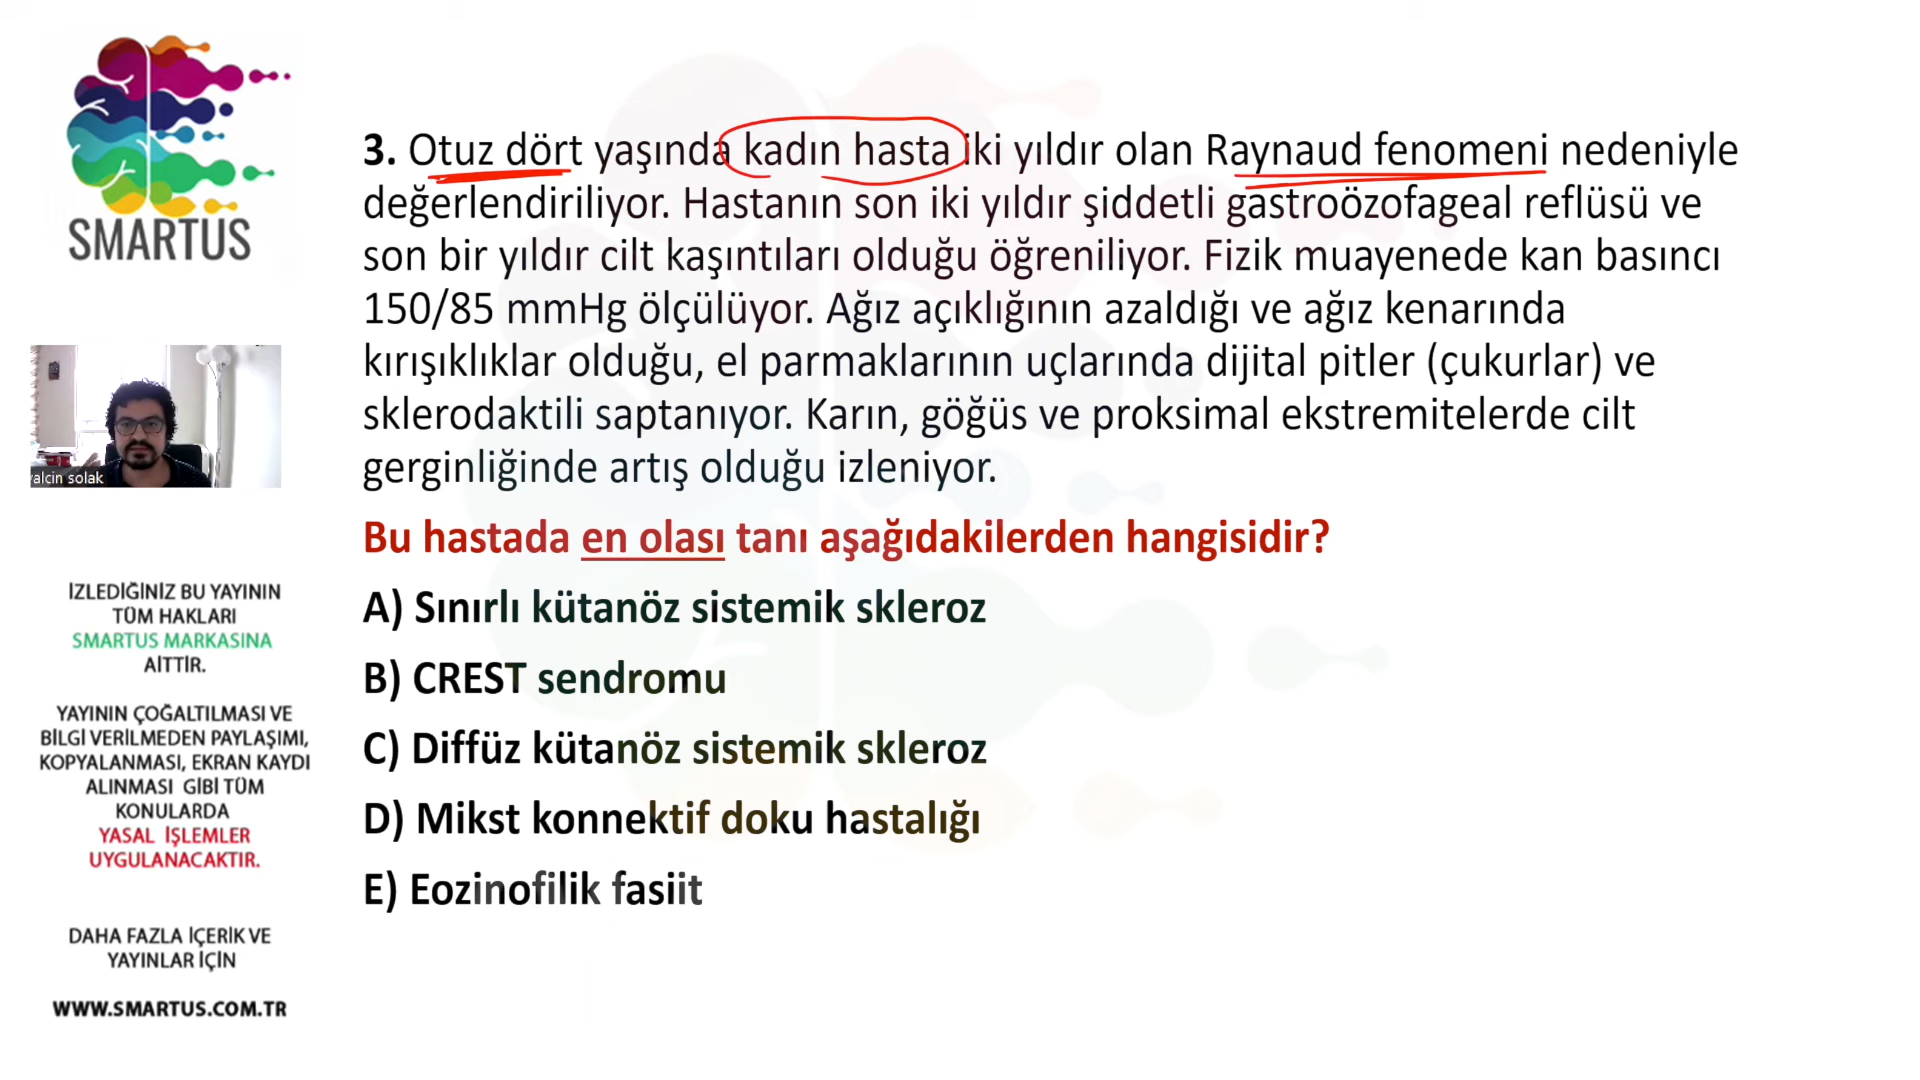 SMARTUS
3. Otuz dört yaşında kadın hasta iki yıldır olan Raynaud fenomeni nedeniyle
değerlendiriliyor. Hastanın son iki yıldır şiddetli gastroözofageal reflüsü ve
son bir yıldır cilt kaşıntıları olduğu öğreniliyor. Fizik muayenede kan basıncı
150/85 mmHg ölçülüyor. Ağız açıklığının azaldığı ve ağız kenarında
kırışıklıklar olduğu, el parmaklarının uçlarında dijital pitler (çukurlar) ve
sklerodaktili saptanıyor. Karın, göğüs ve proksimal ekstremitelerde cilt
gerginliğinde artış olduğu izleniyor.
Bu hastada en olası tanı aşağıdakilerden hangisidir?
A) Sınırlı kütanöz sistemik skleroz
B) CREST sendromu
C) Diffüz kütanöz sistemik skleroz
D) Mikst konnektif doku hastalığı
E) Eozinofilik fasiit
yalcin solak
İZLEDİĞİNİZ BU YAYININ
TÜM HAKLARI
SMARTUS MARKASINA
AİTTİR.
YAYININ ÇOĞALTILMASI VE
BİLGİ VERİLMEDEN PAYLAŞIMI,
KOPYALANMASI, EKRAN KAYDI
ALINMASI GİBİ TÜM
KONULARDA
YASAL İŞLEMLER
UYGULANACAKTIR.
DAHA FAZLA İÇERİK VE
YAYINLAR İÇİN
WWW.SMARTUS.COM.TR